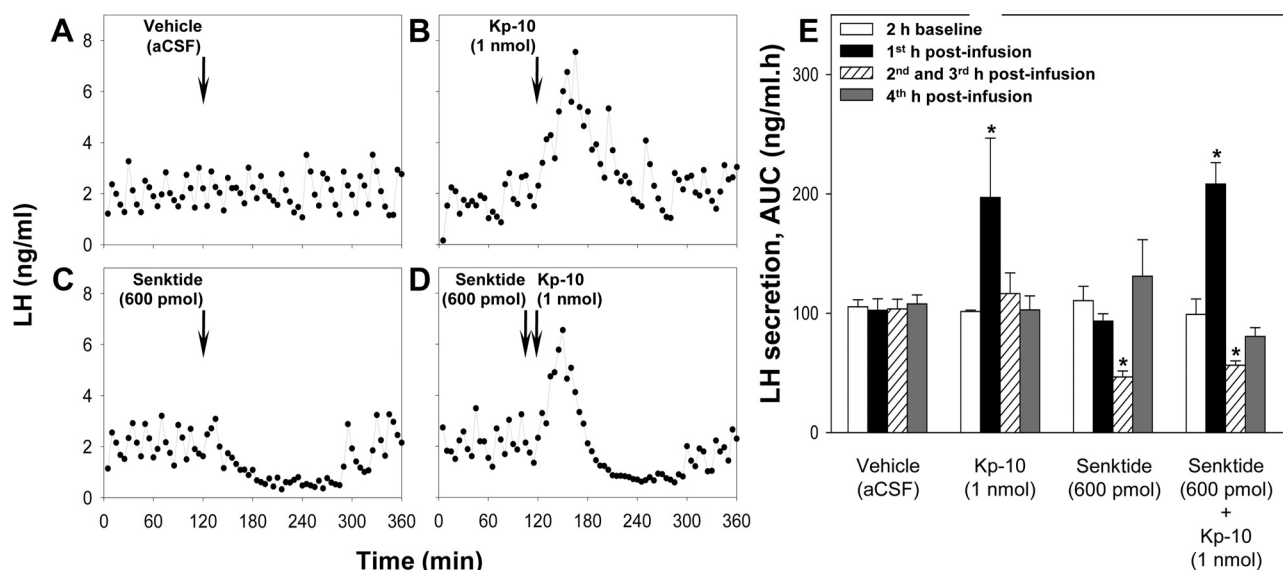 A
Vehicle
(aCSF)
8
6
4
2
0
B
Kp-10
(1 nmol)
C
Senktide
(600 pmol)
8
6
4
2
0
0 60 120 180 240 300 360
D
Senktide
(600 pmol)
Kp-10
(1 nmol)
0 60 120 180 240 300 360
LH (ng/ml)
Time (min)
E
2 h baseline
1st h post-infusion
2nd and 3rd h post-infusion
4th h post-infusion
LH secretion, AUC (ng/ml.h)
300
200
100
0
*
*
*
*
Vehicle
(aCSF)
Kp-10
(1 nmol)
Senktide
(600 pmol)
Senktide
(600 pmol)
+
Kp-10
(1 nmol)